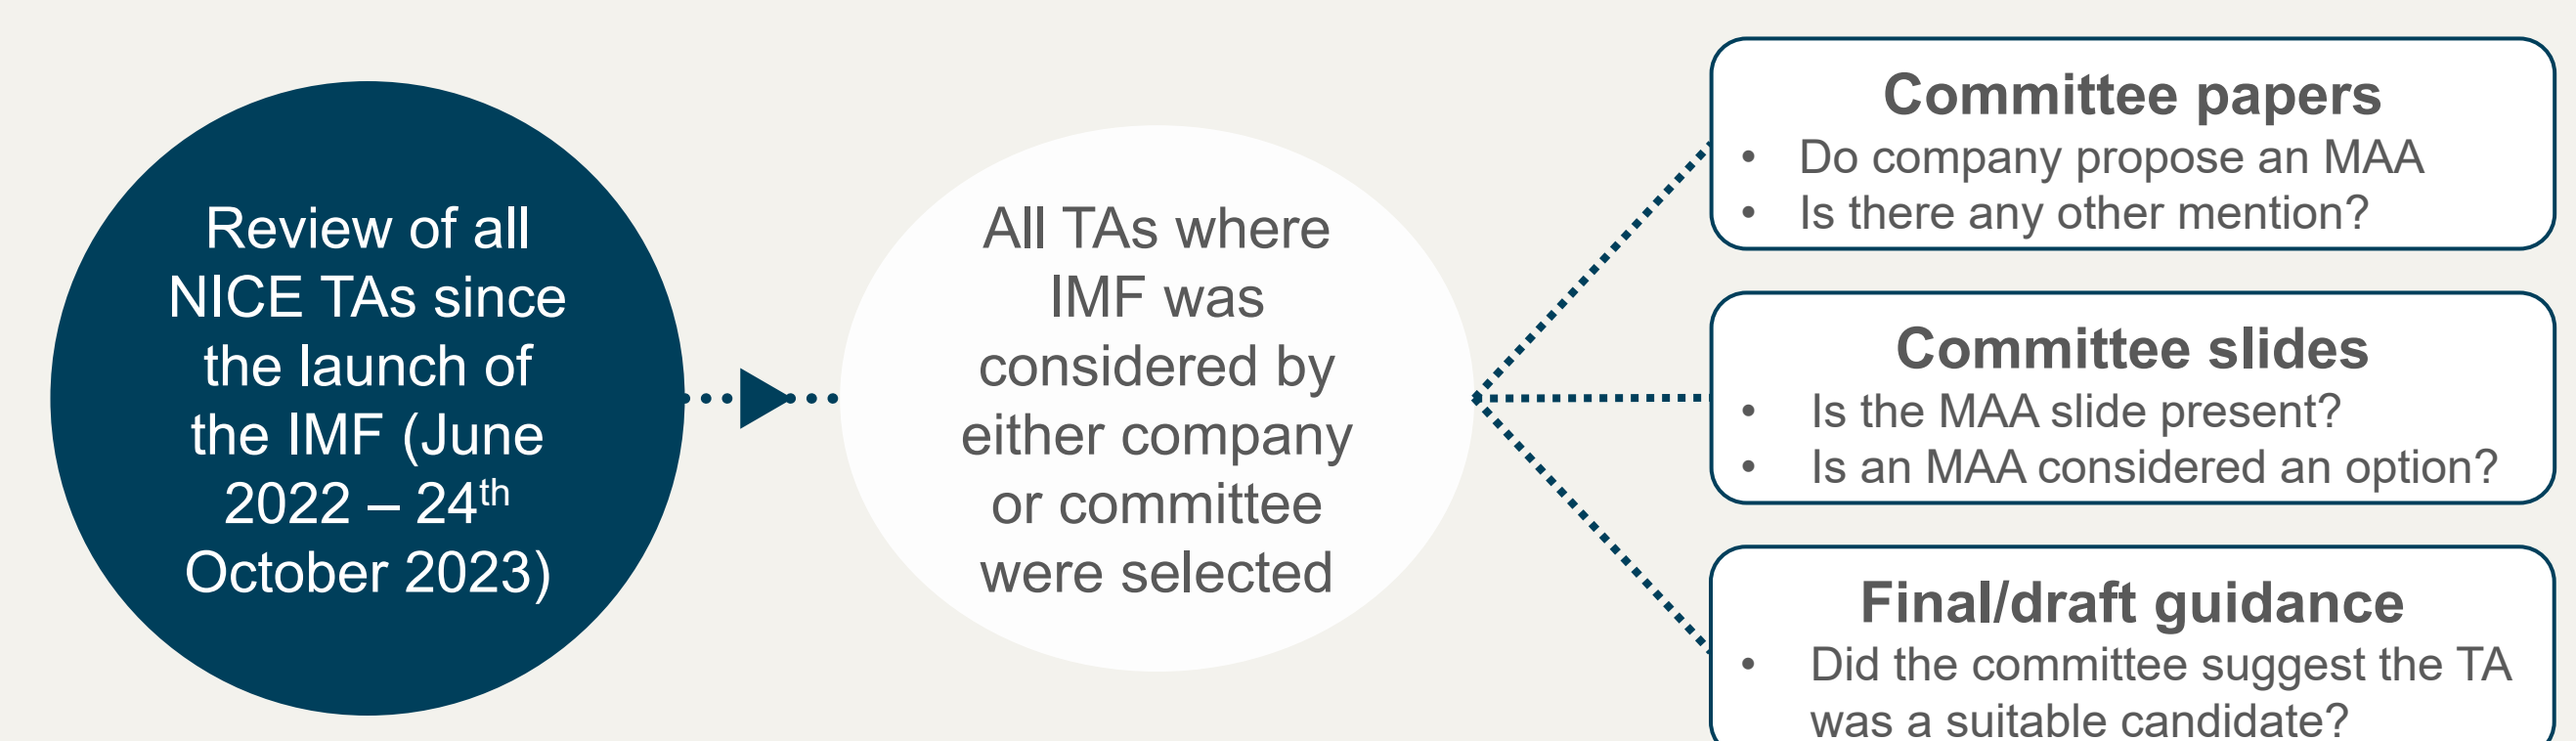 Review of all
NICE TAs since
the launch of
the IMF (June
2022 – 24th
October 2023)
All TAs where
IMF was
considered by
either company
or committee
were selected
Committee papers
• Do company propose an MAA
• Is there any other mention?
Committee slides
• Is the MAA slide present?
• Is an MAA considered an option?
Final/draft guidance
• Did the committee suggest the TA
was a suitable candidate?